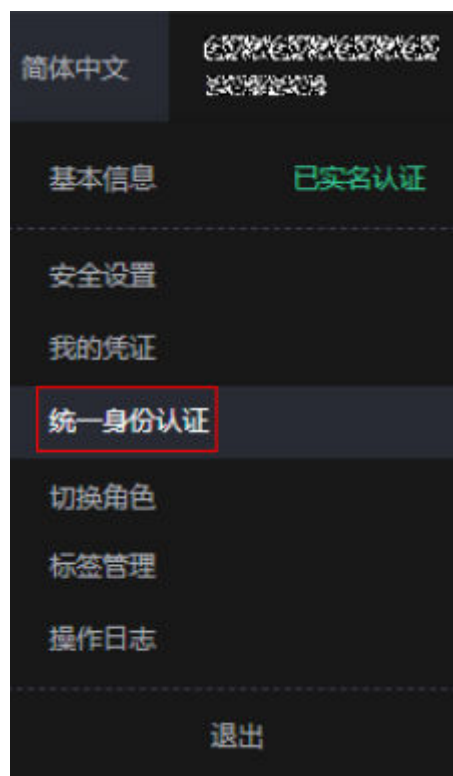 简体中文
基本信息 已实名认证
安全设置
我的凭证
统一身份认证
切换角色
标签管理
操作日志
退出